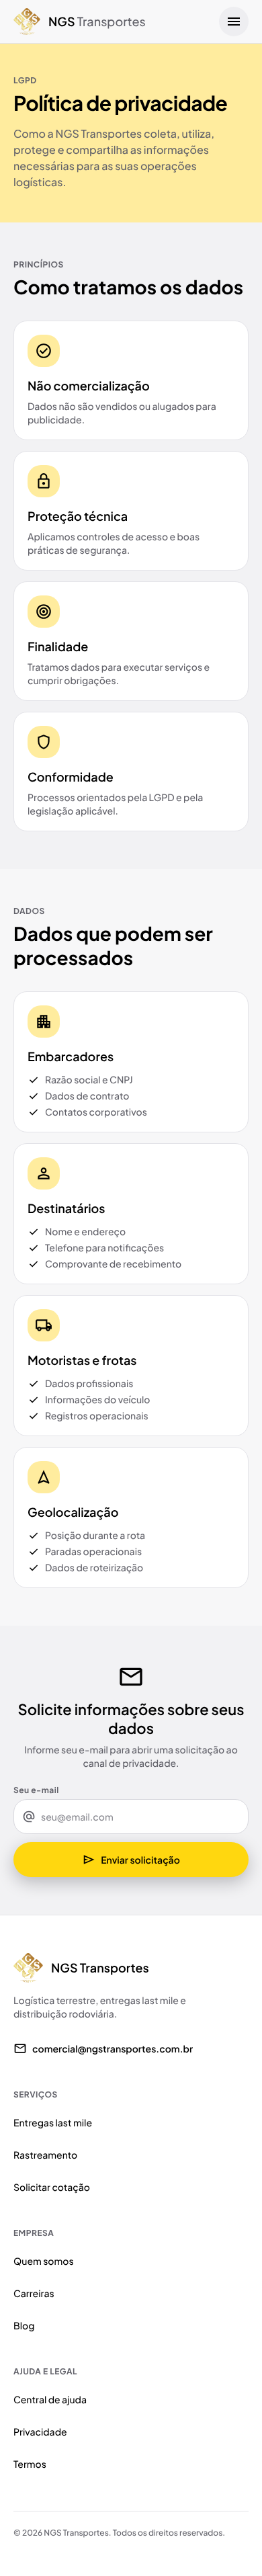 NGS Transportes
LGPD
Política de privacidade
Como a NGS Transportes coleta, utiliza,
protege e compartilha as informações
necessárias para as suas operações
logísticas.
PRINCÍPIOS
Como tratamos os dados
Não comercialização
Dados não são vendidos ou alugados para
publicidade.
Proteção técnica
Aplicamos controles de acesso e boas
práticas de segurança.
Finalidade
Tratamos dados para executar serviços e
cumprir obrigações.
Conformidade
Processos orientados pela LGPD e pela
legislação aplicável.
DADOS
Dados que podem ser
processados
Embarcadores
Razão social e CNPJ
Dados de contrato
Contatos corporativos
Destinatários
Nome e endereço
Telefone para notificações
Comprovante de recebimento
Motoristas e frotas
Dados profissionais
Informações do veículo
Registros operacionais
Geolocalização
Posição durante a rota
Paradas operacionais
Dados de roteirização
Solicite informações sobre seus
dados
Informe seu e-mail para abrir uma solicitação ao
canal de privacidade.
Seu e-mail
seu@email.com
Enviar solicitação
NGS Transportes
Logística terrestre, entregas last mile e
distribuição rodoviária.
comercial@ngstransportes.com.br
SERVIÇOS
Entregas last mile
Rastreamento
Solicitar cotação
EMPRESA
Quem somos
Carreiras
Blog
AJUDA E LEGAL
Central de ajuda
Privacidade
Termos
© 2026 NGS Transportes. Todos os direitos reservados.